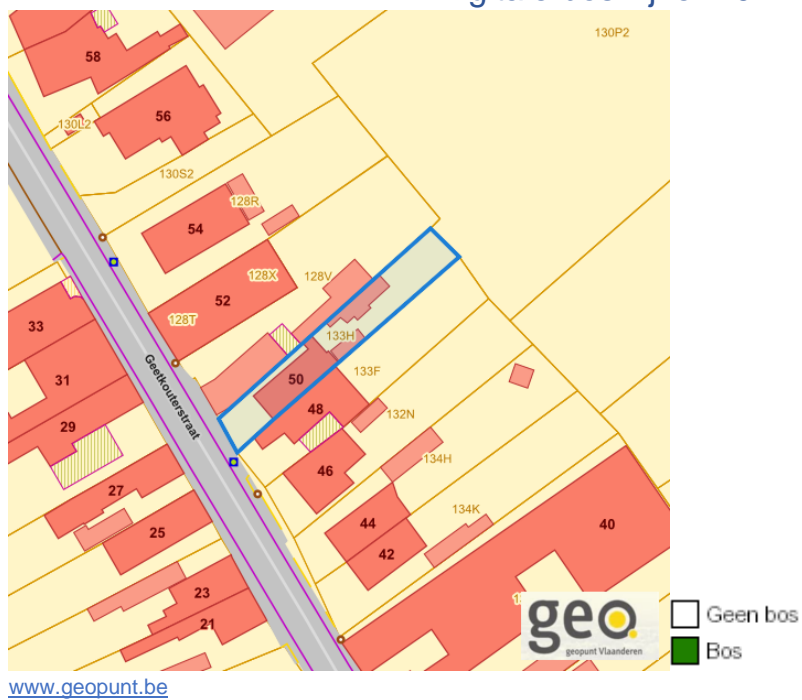 130P2
58
56
130L2
130S2
128R
54
128X
128V
52
128T
33
133H
Geetkouterstraat
31
50
133F
48
132N
29
46
134H
27
134K
44
40
25
42
23
21
geo.
geopunt Vlaanderen
Geen bos
Bos
www.geopunt.be